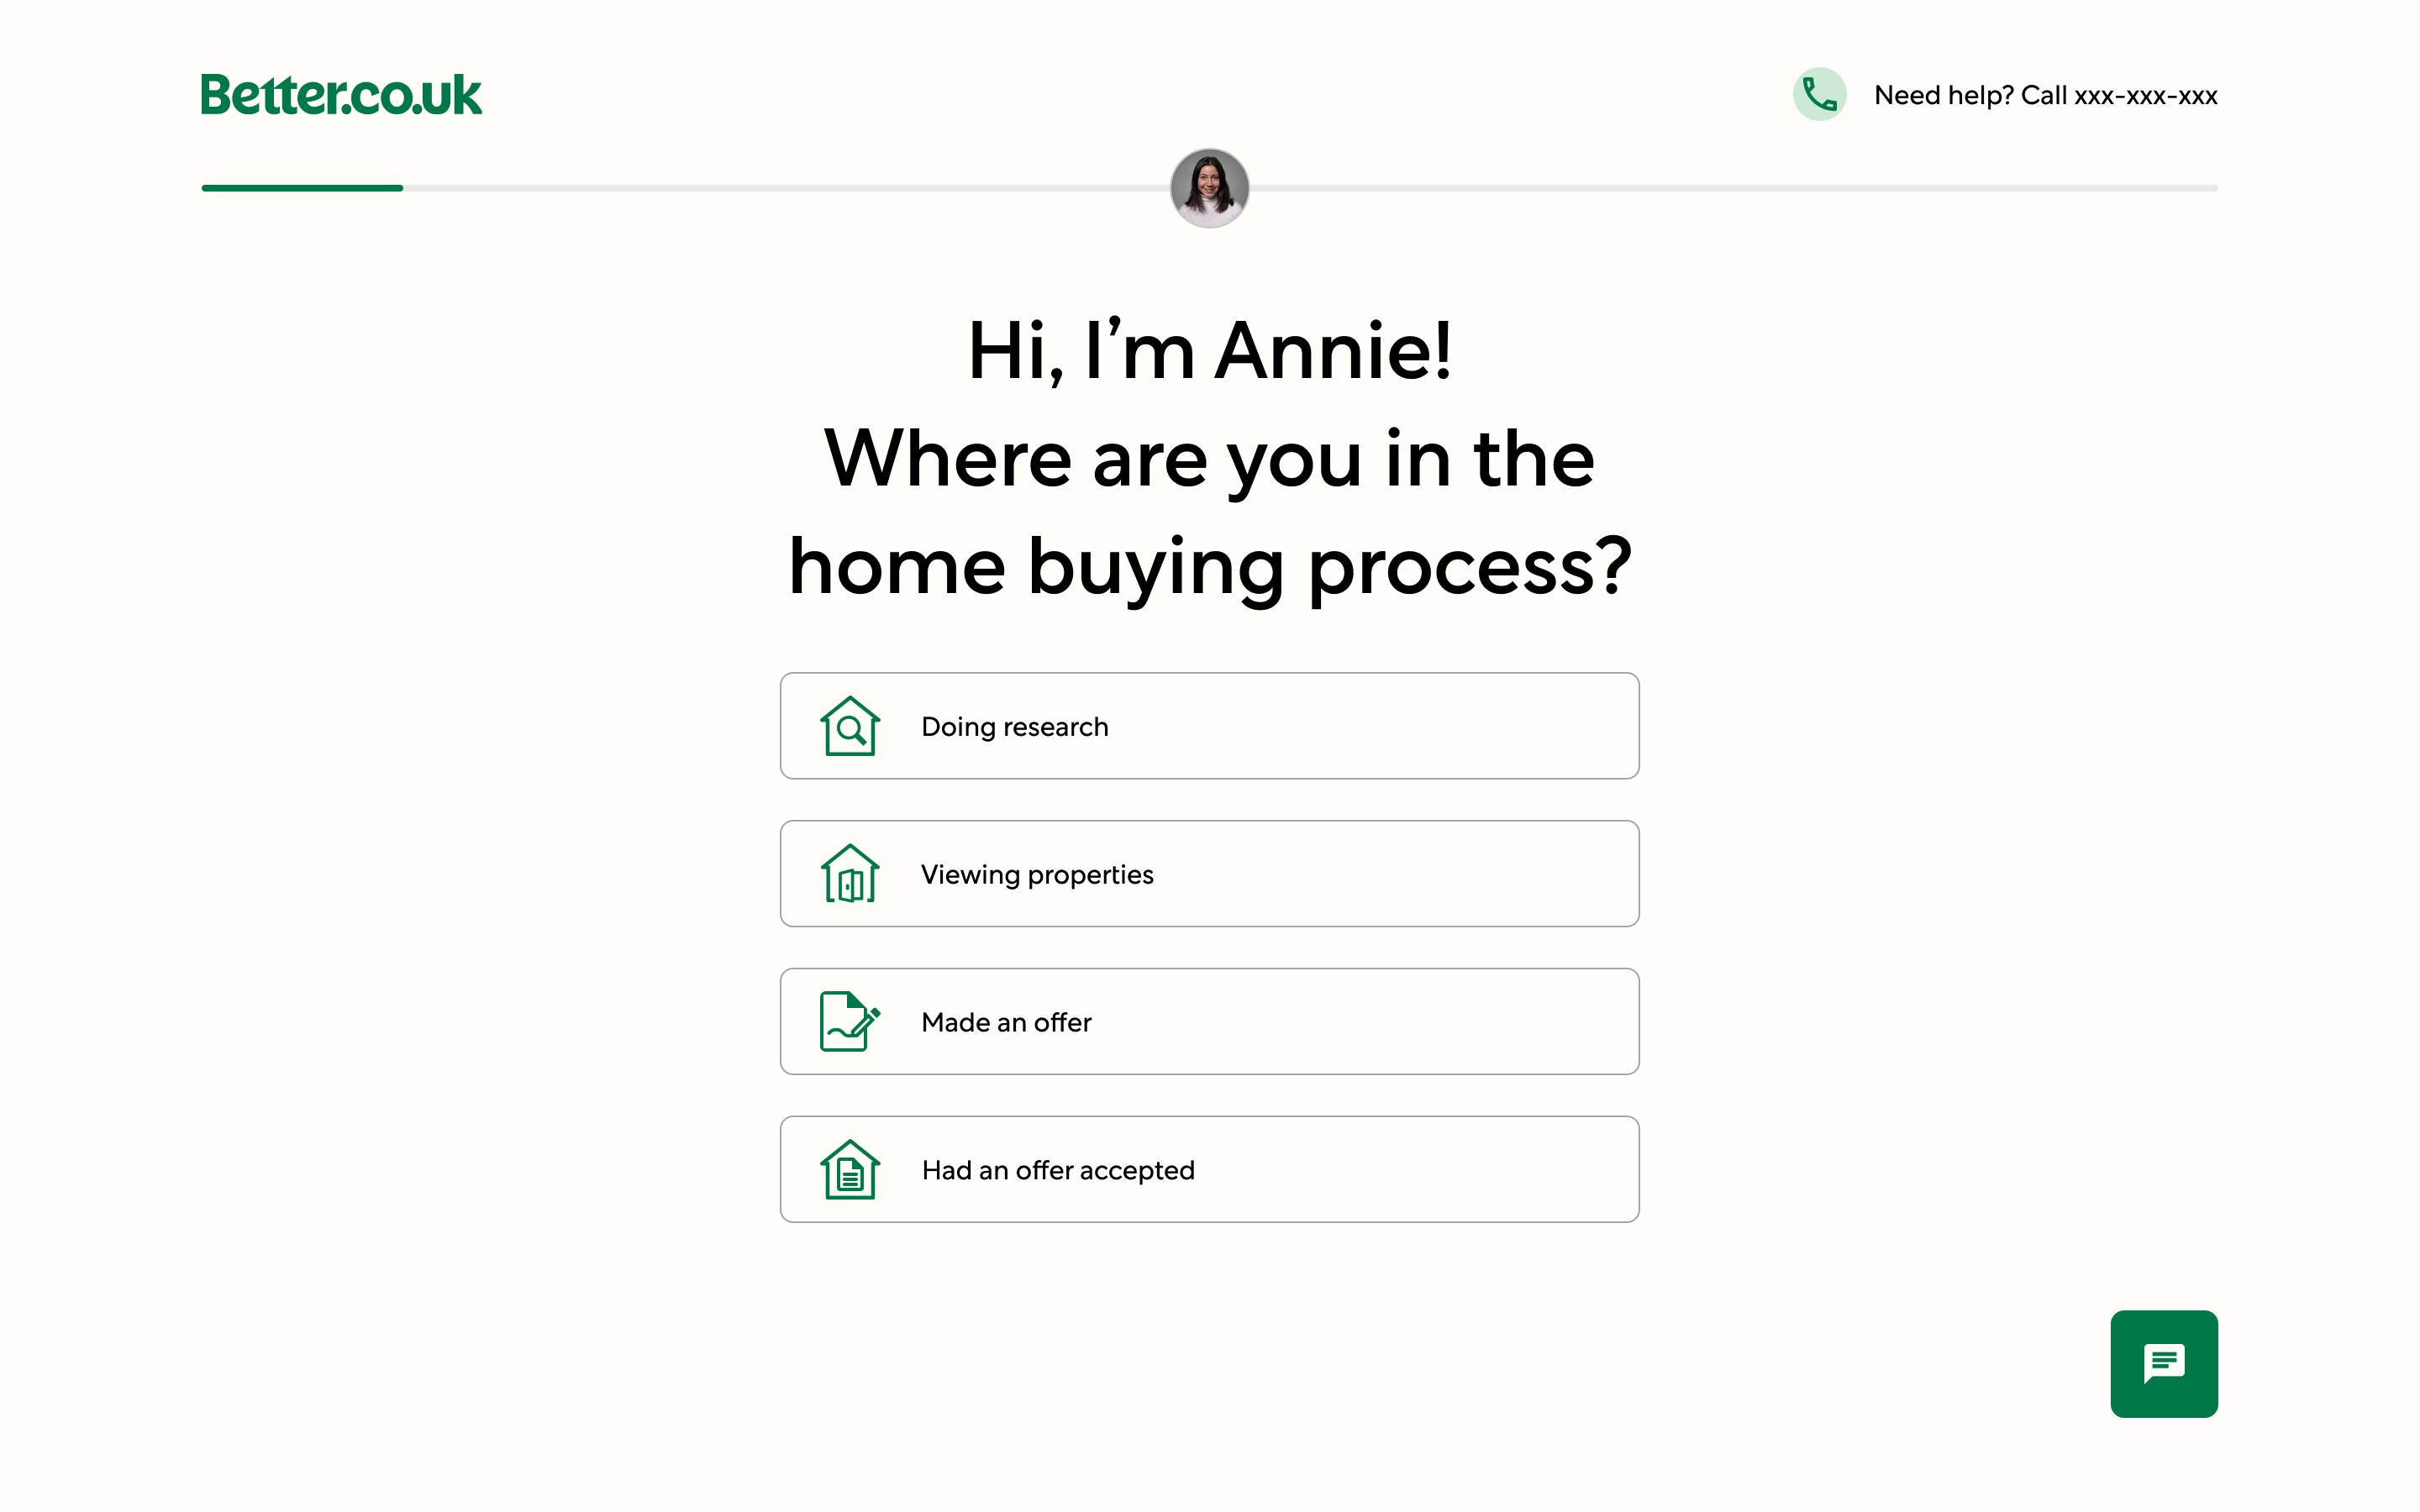 Better.co.uk
Need help? Call xxx-xxx-xxx
Hi, I’m Annie!
Where are you in the
home buying process?
Doing research
Viewing properties
Made an offer
Had an offer accepted